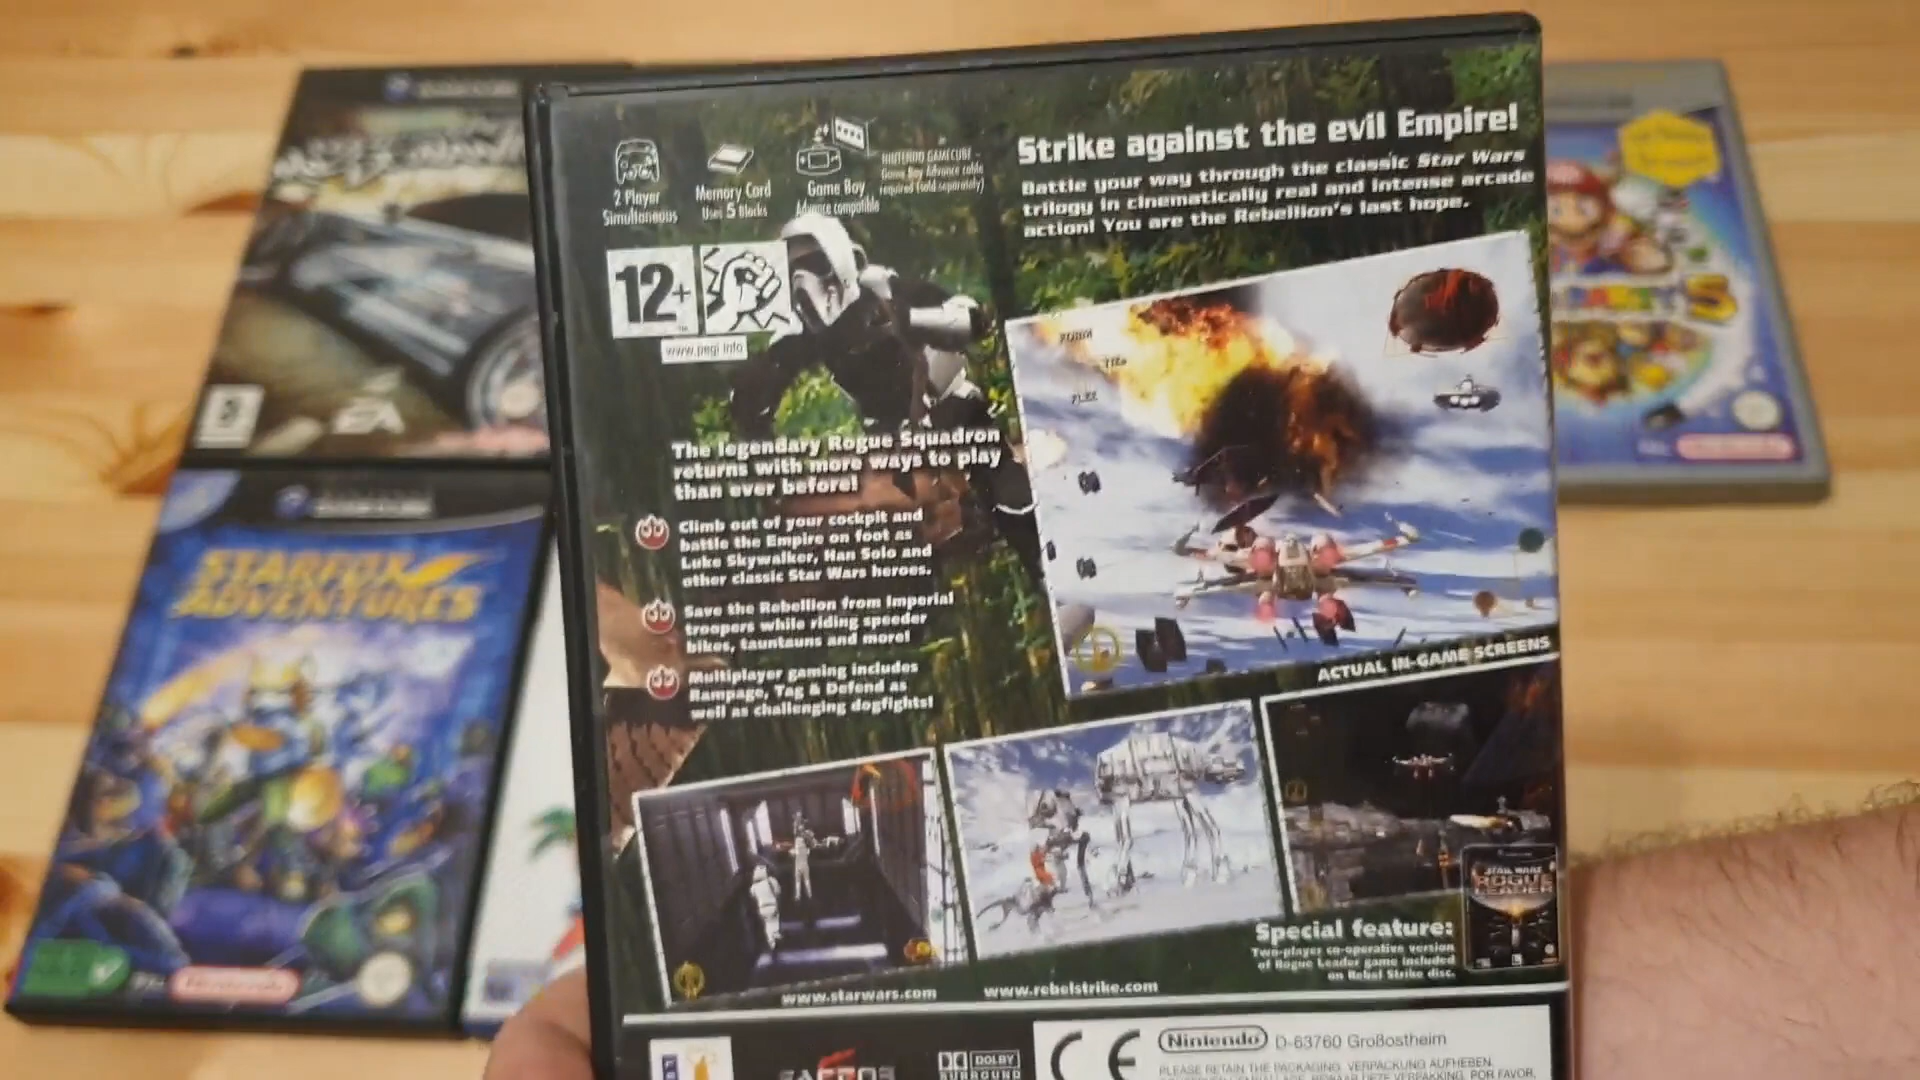 Strike against the evil Empire!
Battle your way through the classic Star Wars
trilogy in cinematically real and intense arcade
action! You are the Rebellion's last hope.
2 Player
Simultaneous
Memory Card
Uses 5 Blocks
Game Boy
Advance compatible
NINTENDO GAMECUBE -
Game Boy Advance cable
required (sold separately)
12+
www.pegi.info
The legendary Rogue Squadron
returns with more ways to play
than ever before!
Climb out of your cockpit and
battle the Empire on foot as
Luke Skywalker, Han Solo and
other classic Star Wars heroes.
Save the Rebellion from Imperial
troopers while riding speeder
bikes, tauntauns and more!
Multiplayer gaming includes
Rampage, Tag & Defend as
well as challenging dogfights!
ACTUAL IN-GAME SCREENS
STAR WARS
ROGUE
LEADER
Special feature:
Two-player co-operative version
of Rogue Leader game included
on Rebel Strike disc.
www.starwars.com
www.rebelstrike.com
DOLBY
SURROUND
CE
Nintendo D-63760 Großostheim
PLEASE RETAIN THE PACKAGING. VERPACKUNG AUFHEBEN.
EA
STARFOX
ADVENTURES
Nintendo
PARTY 5